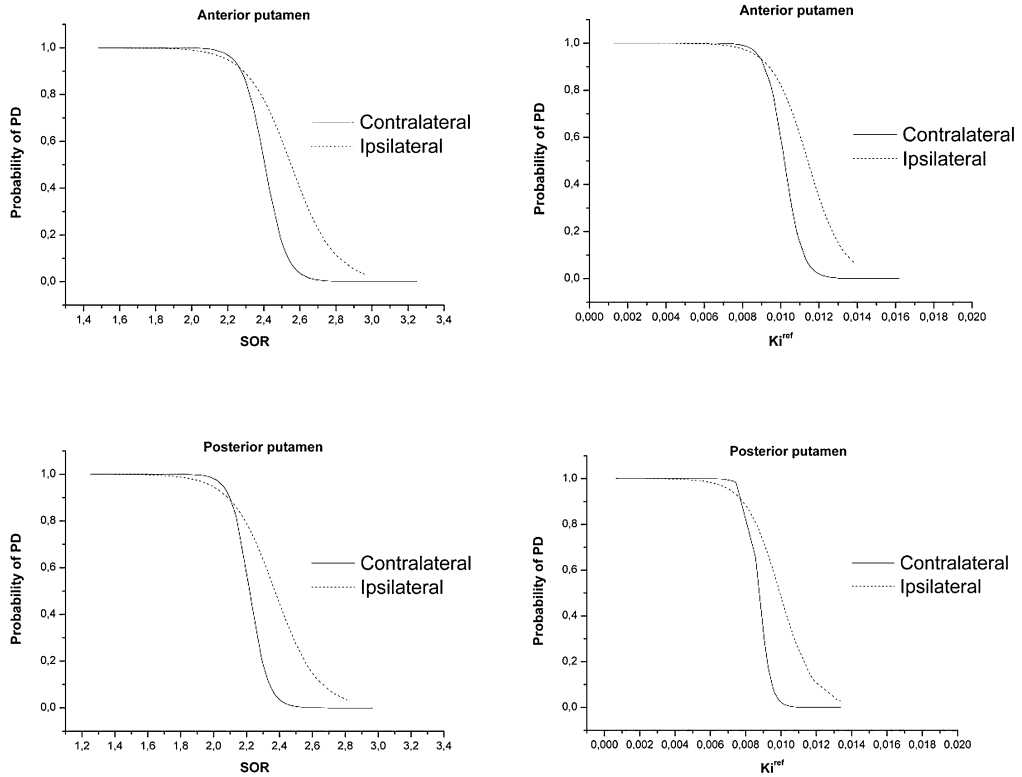 Anterior putamen
1,0
0,8
0,6
0,4
0,2
0,0
Probability of PD
Contralateral
Ipsilateral
1,4 1,6 1,8 2,0 2,2 2,4 2,6 2,8 3,0 3,2 3,4
SOR
Anterior putamen
1,0
0,8
0,6
0,4
0,2
0,0
Probability of PD
Contralateral
Ipsilateral
0,000 0,002 0,004 0,006 0,008 0,010 0,012 0,014 0,016 0,018 0,020
Ki^ref
Posterior putamen
1,0
0,8
0,6
0,4
0,2
0,0
Probability of PD
Contralateral
Ipsilateral
1,2 1,4 1,6 1,8 2,0 2,2 2,4 2,6 2,8 3,0 3,2 3,4
SOR
Posterior putamen
1,0
0,8
0,6
0,4
0,2
0,0
Probability of PD
Contralateral
Ipsilateral
0,000 0,002 0,004 0,006 0,008 0,010 0,012 0,014 0,016 0,018 0,020
Ki^ref